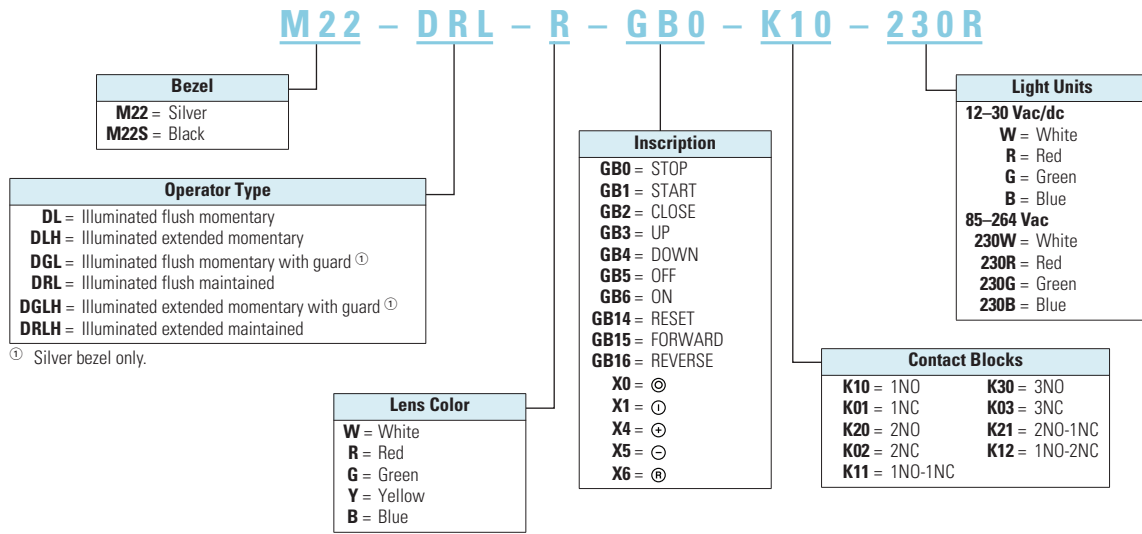 M22 – DRL – R – GB0 – K10 – 230R
Bezel
M22 = Silver
M22S = Black
Operator Type
DL = Illuminated flush momentary
DLH = Illuminated extended momentary
DGL = Illuminated flush momentary with guard ①
DRL = Illuminated flush maintained
DGLH = Illuminated extended momentary with guard ①
DRLH = Illuminated extended maintained
① Silver bezel only.
Lens Color
W = White
R = Red
G = Green
Y = Yellow
B = Blue
Inscription
GB0 = STOP
GB1 = START
GB2 = CLOSE
GB3 = UP
GB4 = DOWN
GB5 = OFF
GB6 = ON
GB14 = RESET
GB15 = FORWARD
GB16 = REVERSE
X0 = ◎
X1 = ⏼
X4 = ⊕
X5 = ⊖
X6 = ®
Light Units
12–30 Vac/dc
W = White
R = Red
G = Green
B = Blue
85–264 Vac
230W = White
230R = Red
230G = Green
230B = Blue
Contact Blocks
K10 = 1NO K30 = 3NO
K01 = 1NC K03 = 3NC
K20 = 2NO K21 = 2NO-1NC
K02 = 2NC K12 = 1NO-2NC
K11 = 1NO-1NC